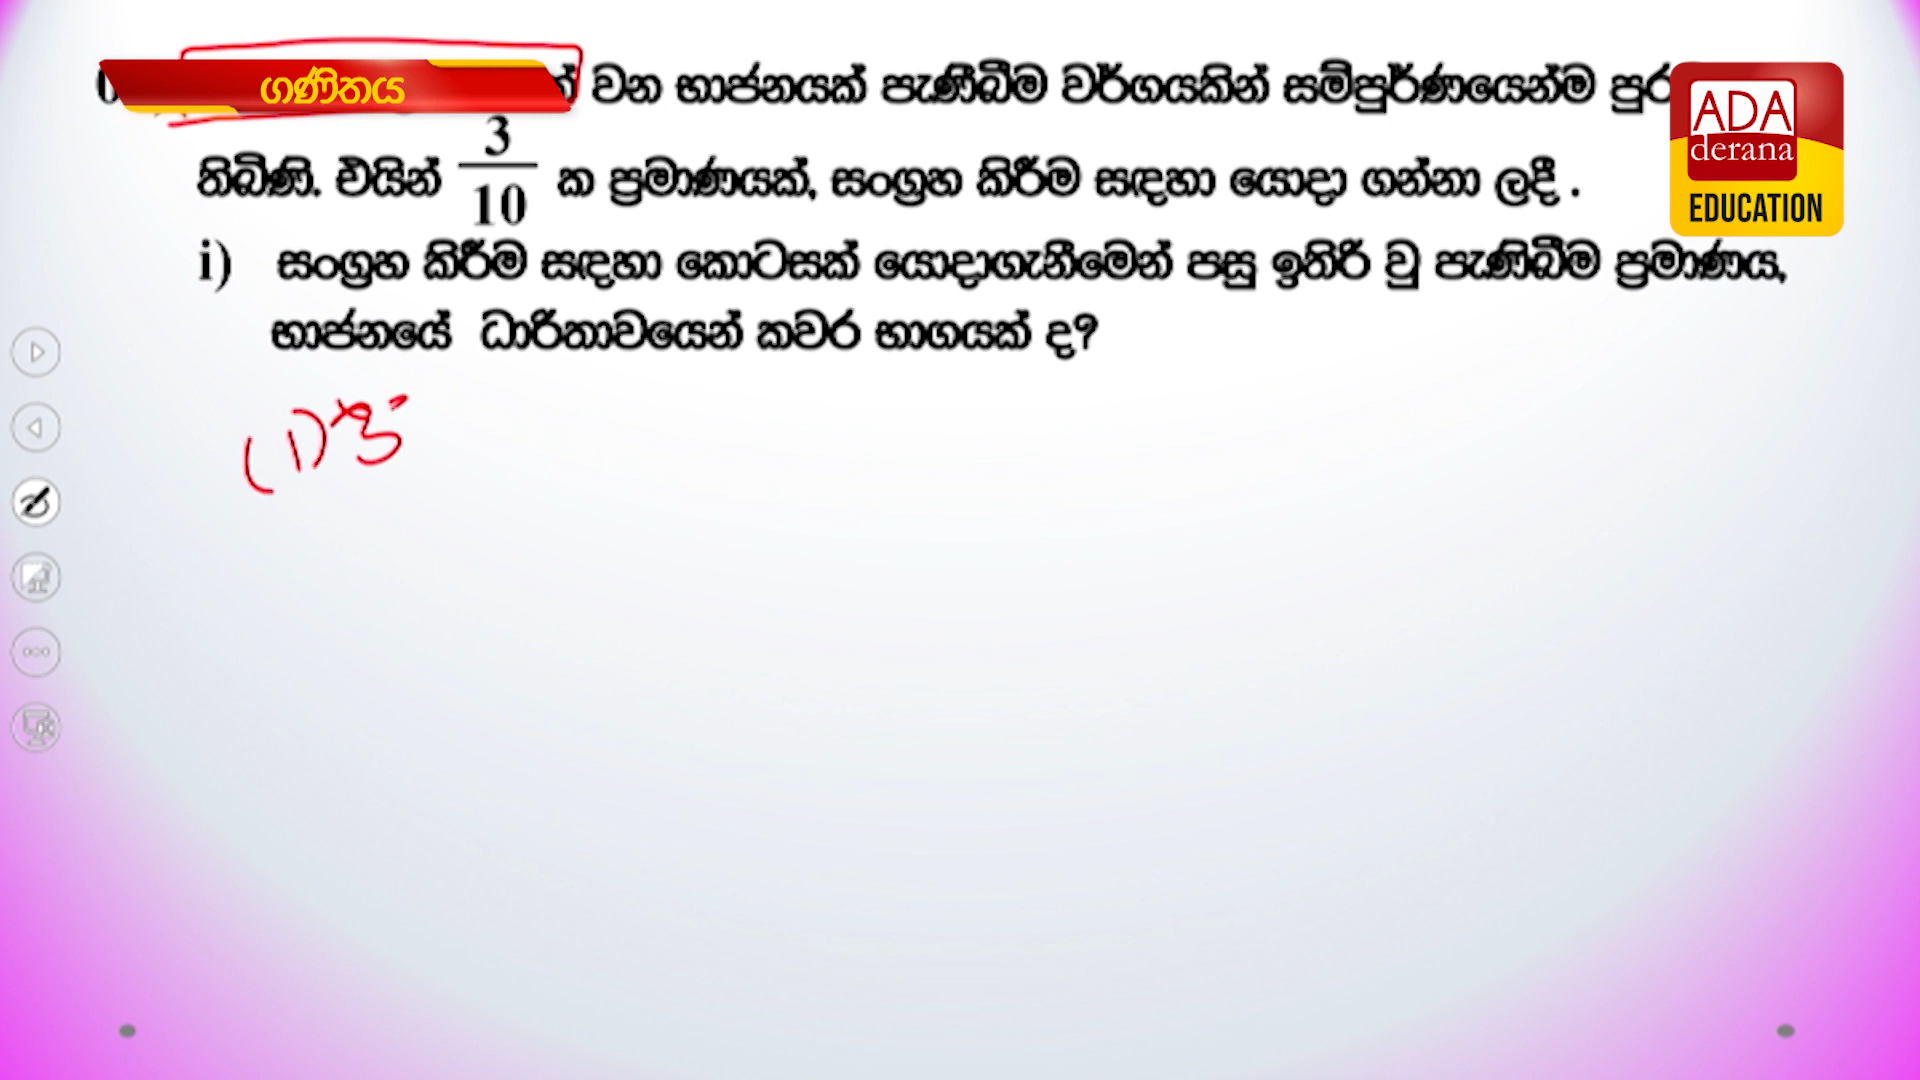 ගණිතය
වන භාජනයක් පැණිබීම වර්ගයකින් සම්පුර්ණයෙන්ම
තිබිණි. එයින් 3/10 ක ප්‍රමාණයක්, සංග්‍රහ කිරීම සඳහා යොදා ගන්නා ලදී .
i) සංග්‍රහ කිරීම සඳහා කොටසක් යොදාගැනීමෙන් පසු ඉතිරි වූ පැණිබීම ප්‍රමාණය,
භාජනයේ ධාරිතාවයෙන් කවර භාගයක් ද?
(1)
ADA
derana
EDUCATION